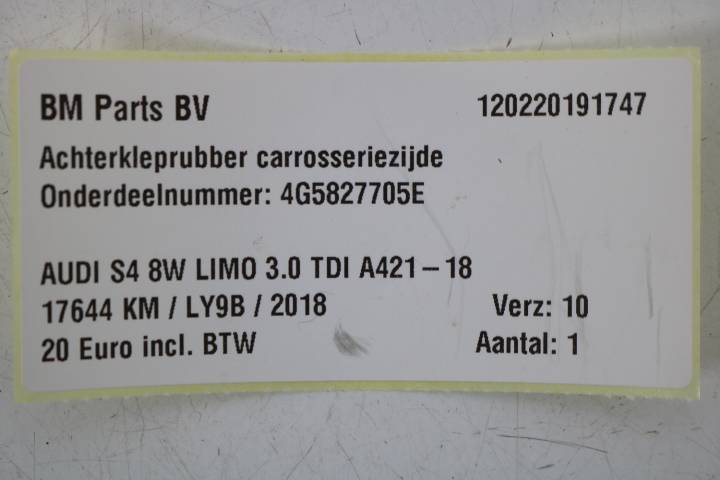 BM Parts BV 120220191747
Achterkleprubber carrosseriezijde
Onderdeelnummer: 4G5827705E
AUDI S4 8W LIMO 3.0 TDI A421-18
17644 KM / LY9B / 2018 Verz: 10
20 Euro incl. BTW Aantal: 1